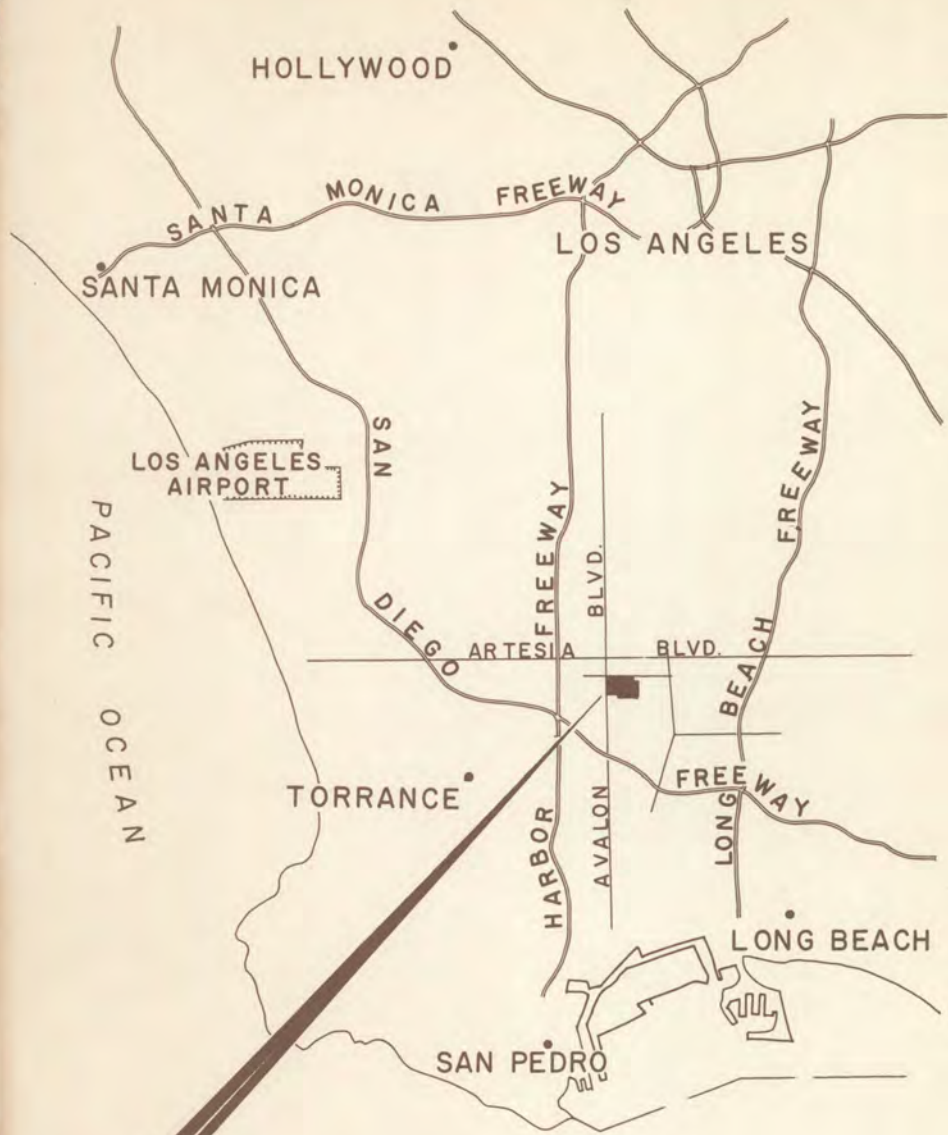 HOLLYWOOD
SANTA MONICA FREEWAY
LOS ANGELES
SANTA MONICA
LOS ANGELES
AIRPORT
SAN DIEGO FREEWAY
PACIFIC OCEAN
HARBOR FREEWAY
AVALON BLVD.
LONG BEACH FREEWAY
ARTESIA BLVD.
TORRANCE
LONG BEACH
SAN PEDRO